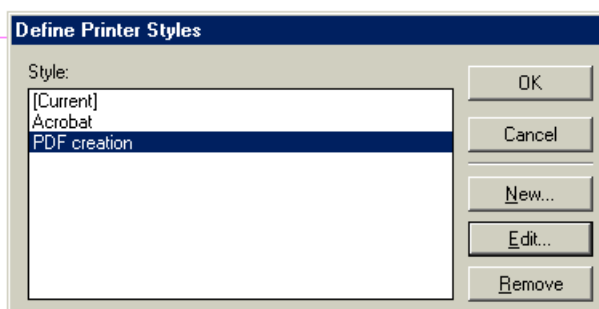 Define Printer Styles
Style:
[Current]
Acrobat
PDF creation
OK
Cancel
New...
Edit...
Remove